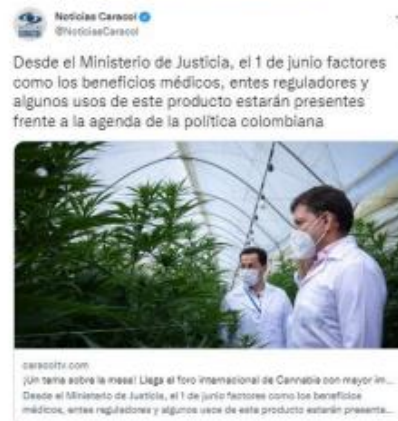 Noticias Caracol
@NoticiasCaracol
Desde el Ministerio de Justicia, el 1 de junio factores
como los beneficios médicos, entes reguladores y
algunos usos de este producto estarán presentes
frente a la agenda de la política colombiana
caracoltv.com
¡Un tema sobre la mesa! Llega el foro internacional de Cannabis con mayor im...
Desde el Ministerio de Justicia, el 1 de junio factores como los beneficios
médicos, entes reguladores y algunos usos de este producto estarán presente...